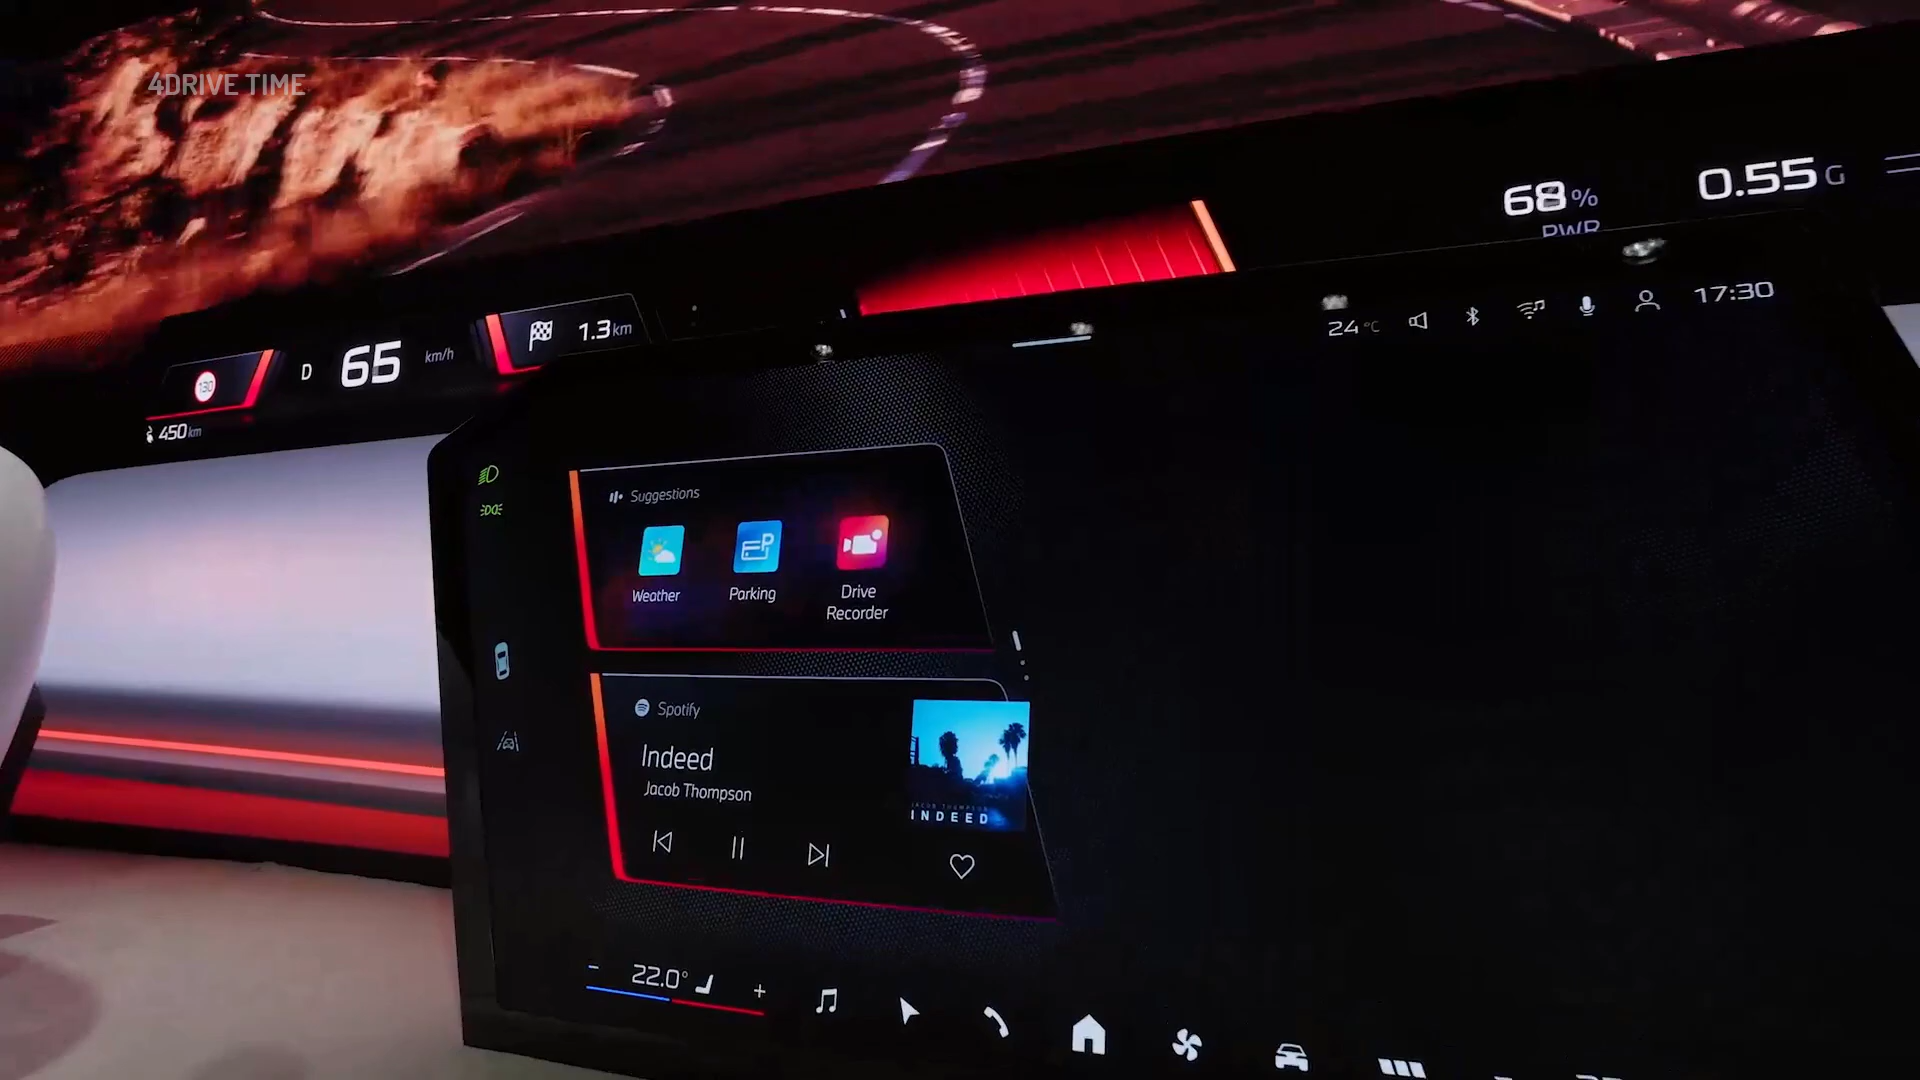 4DRIVE TIME
68 %
PWR
0.55 G
130
D 65 km/h
1.3 km
450 km
24 °C
17:30
Suggestions
Weather
Parking
Drive
Recorder
Spotify
Indeed
Jacob Thompson
JACOB THOMPSON
INDEED
- 22.0° +